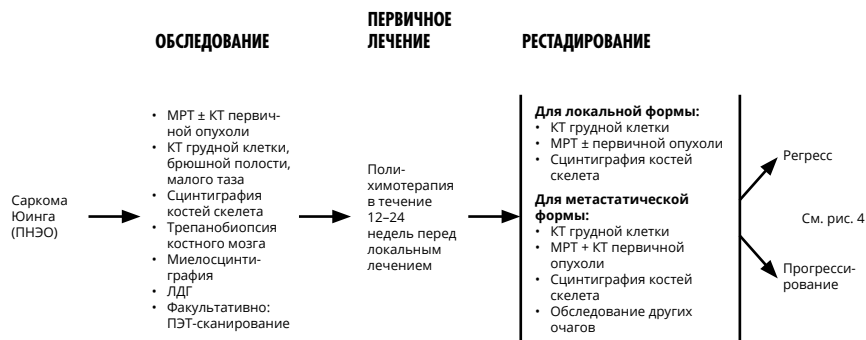 ОБСЛЕДОВАНИЕ
ПЕРВИЧНОЕ
ЛЕЧЕНИЕ
РЕСТАДИРОВАНИЕ
Саркома
Юинга
(ПНЭО)
• МРТ ± КТ первич-
ной опухоли
• КТ грудной клетки,
брюшной полости,
малого таза
• Сцинтиграфия
костей скелета
• Трепанобиопсия
костного мозга
• Миелосцинти-
графия
• ЛДГ
• Факультативно:
ПЭТ-сканирование
Поли-
химотерапия
в течение
12–24
недель перед
локальным
лечением
Для локальной формы:
• КТ грудной клетки
• МРТ ± первичной опухоли
• Сцинтиграфия костей
скелета
Для метастатической
формы:
• КТ грудной клетки
• МРТ + КТ первичной
опухоли
• Сцинтиграфия костей
скелета
• Обследование других
очагов
Регресс
См. рис. 4
Прогресси-
рование